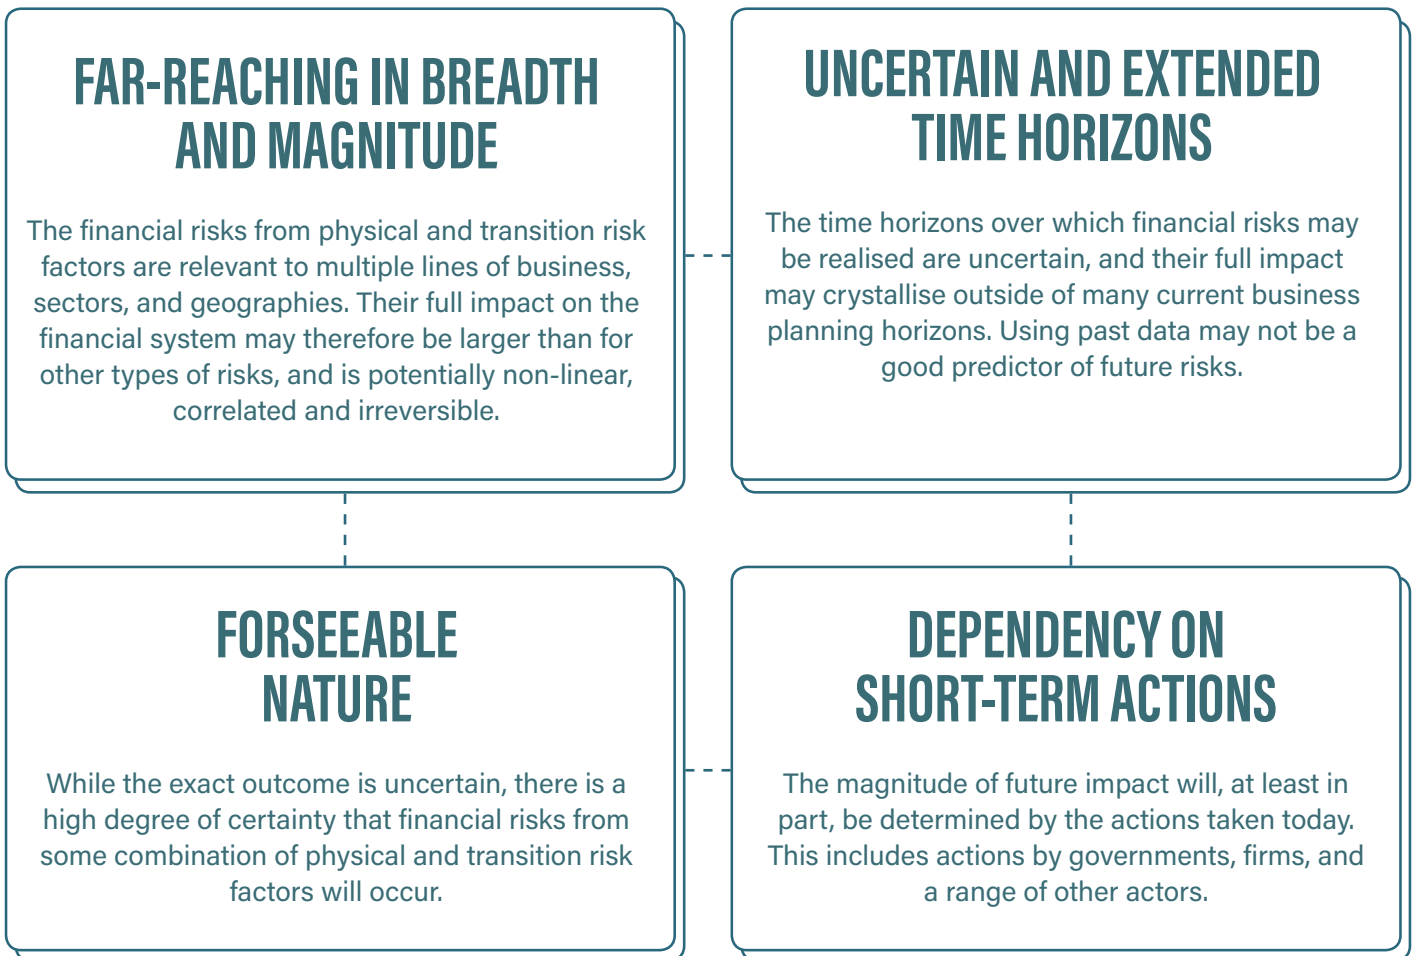 FAR-REACHING IN BREADTH
AND MAGNITUDE
The financial risks from physical and transition risk
factors are relevant to multiple lines of business,
sectors, and geographies. Their full impact on the
financial system may therefore be larger than for
other types of risks, and is potentially non-linear,
correlated and irreversible.
UNCERTAIN AND EXTENDED
TIME HORIZONS
The time horizons over which financial risks may
be realised are uncertain, and their full impact
may crystallise outside of many current business
planning horizons. Using past data may not be a
good predictor of future risks.
FORSEEABLE
NATURE
While the exact outcome is uncertain, there is a
high degree of certainty that financial risks from
some combination of physical and transition risk
factors will occur.
DEPENDENCY ON
SHORT-TERM ACTIONS
The magnitude of future impact will, at least in
part, be determined by the actions taken today.
This includes actions by governments, firms, and
a range of other actors.